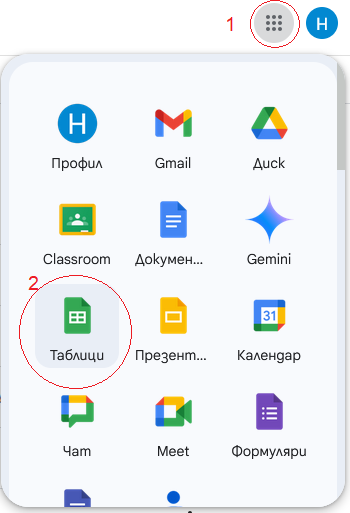 1
H
H
Профил
Gmail
Диск
Classroom
Докумен...
Gemini
2
31
Таблици
Презент...
Календар
Чат
Meet
Формуляри